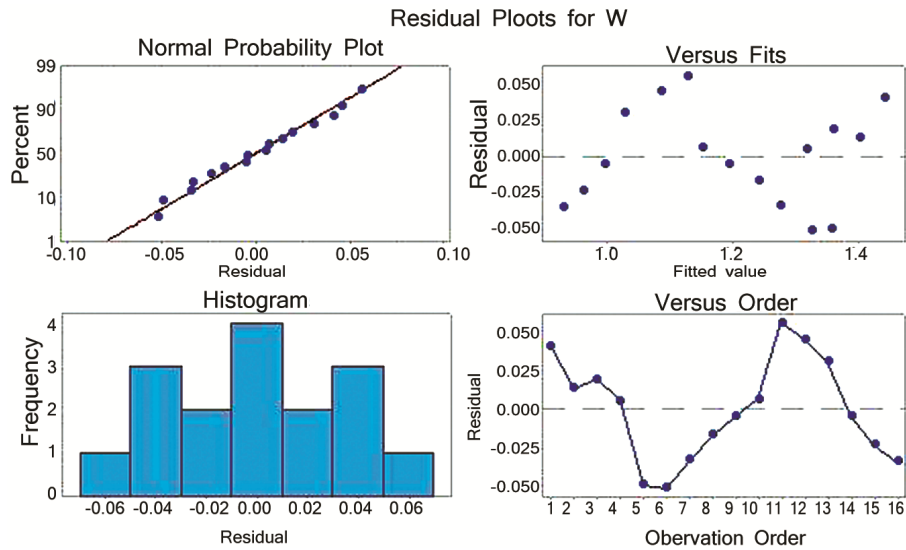 Residual Ploots for W
Normal Probability Plot
99
90
50
10
1
Percent
-0.10 -0.05 0.00 0.05 0.10
Residual
Versus Fits
0.050
0.025
0.000
-0.025
-0.050
Residual
1.0 1.2 1.4
Fitted value
Histogram
4
3
2
1
0
Frequency
-0.06 -0.04 -0.02 0.00 0.02 0.04 0.06
Residual
Versus Order
0.050
0.025
0.000
-0.025
-0.050
Residual
1 2 3 4 5 6 7 8 9 10 11 12 13 14 15 16
Obervation Order